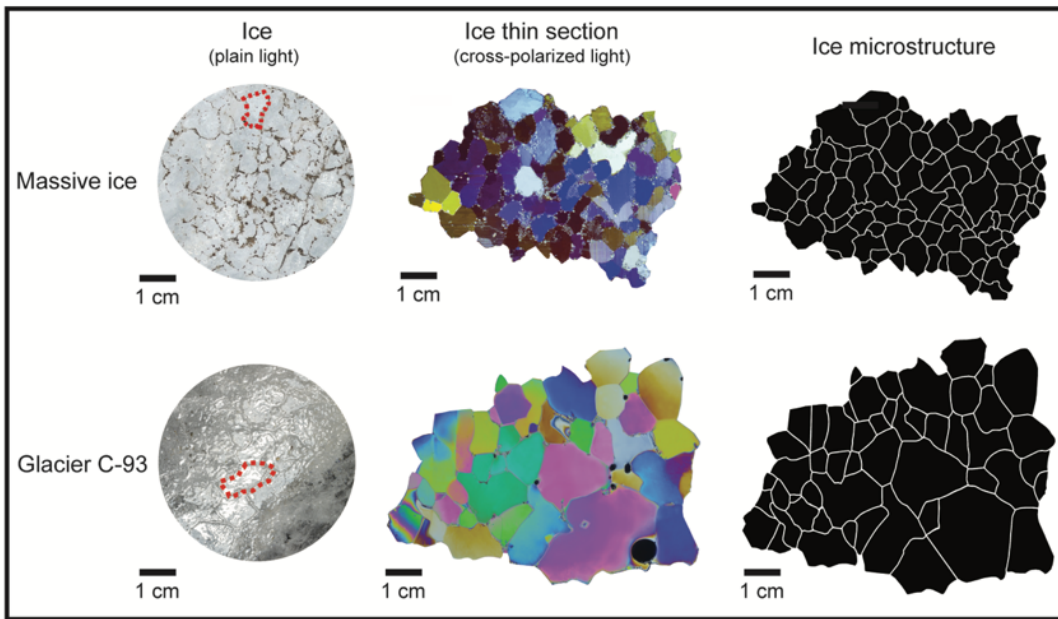 Ice
(plain light)
Ice thin section
(cross-polarized light)
Ice microstructure
Massive ice
1 cm
1 cm
1 cm
Glacier C-93
1 cm
1 cm
1 cm